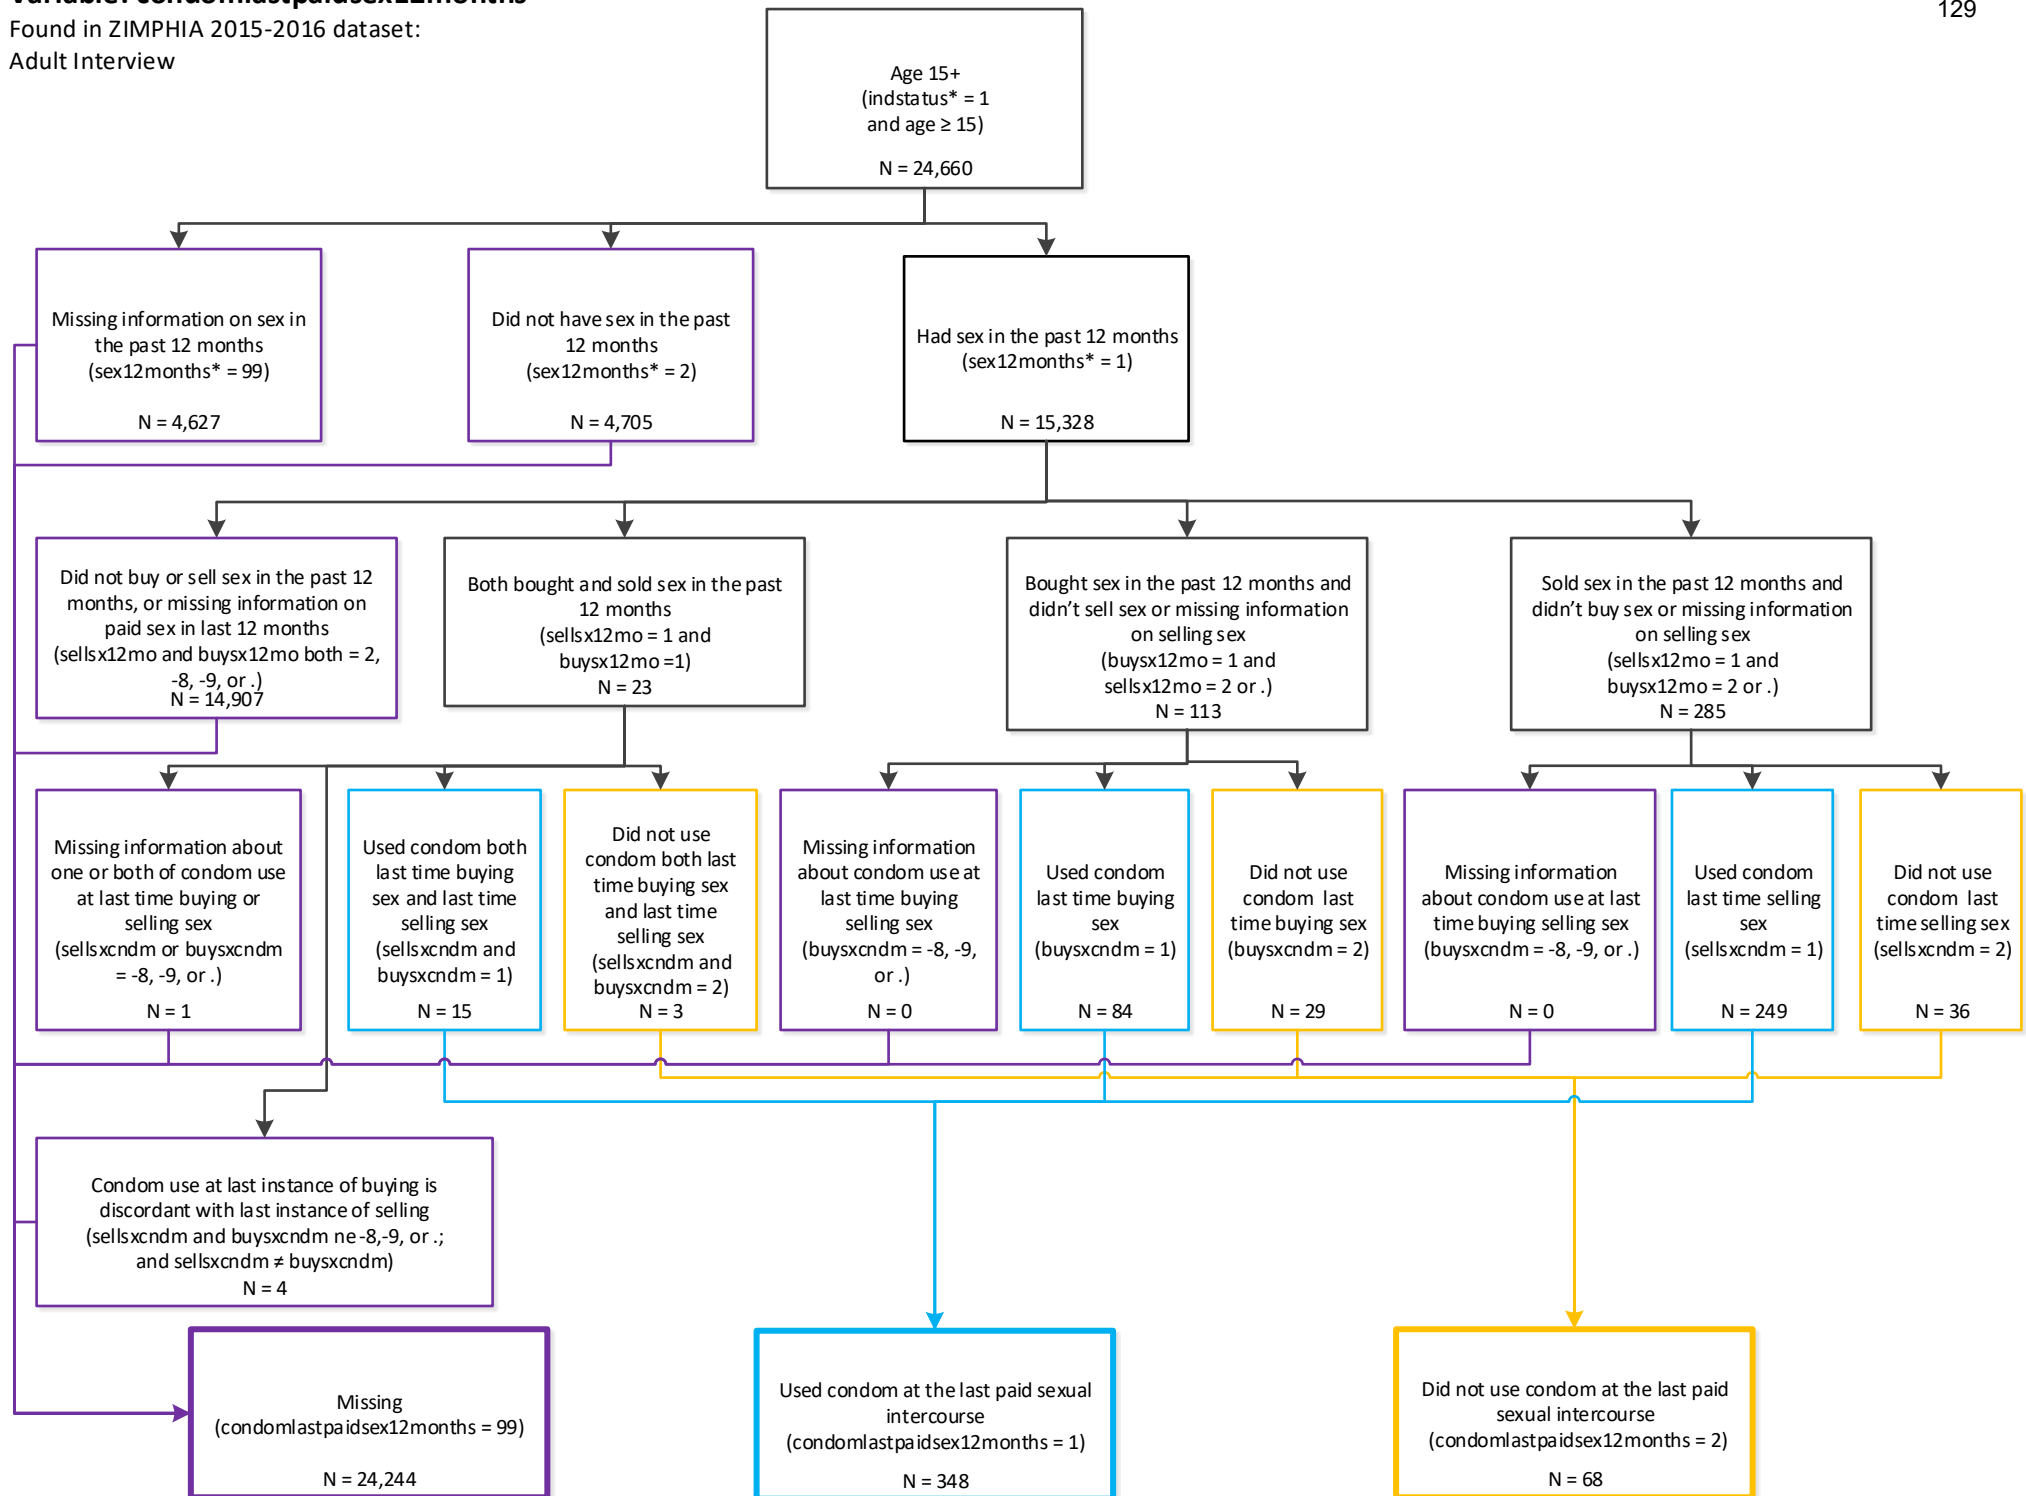 Variable: condomlastpaidsex12months
129
Found in ZIMPHIA 2015-2016 dataset:
Adult Interview
Age 15+
(indstatus* = 1
and age ≥ 15)
N = 24,660
Missing information on sex in
the past 12 months
(sex12months* = 99)
N = 4,627
Did not have sex in the past
12 months
(sex12months* = 2)
N = 4,705
Had sex in the past 12 months
(sex12months* = 1)
N = 15,328
Did not buy or sell sex in the past 12
months, or missing information on
paid sex in last 12 months
(sellsx12mo and buysx12mo both = 2,
-8, -9, or .)
N = 14,907
Both bought and sold sex in the past
12 months
(sellsx12mo = 1 and
buysx12mo =1)
N = 23
Bought sex in the past 12 months and
didn't sell sex or missing information
on selling sex
(buysx12mo = 1 and
sellsx12mo = 2 or .)
N = 113
Sold sex in the past 12 months and
didn't buy sex or missing information
on selling sex
(sellsx12mo = 1 and
buysx12mo = 2 or .)
N = 285
Missing information about
one or both of condom use
at last time buying or
selling sex
(sellsxcndm or buysxcndm
= -8, -9, or .)
N = 1
Used condom both
last time buying
sex and last time
selling sex
(sellsxcndm and
buysxcndm = 1)
N = 15
Did not use
condom both last
time buying sex
and last time
selling sex
(sellsxcndm and
buysxcndm = 2)
N = 3
Missing information
about condom use at
last time buying
selling sex
(buysxcndm = -8, -9,
or .)
N = 0
Used condom
last time buying
sex
(buysxcndm = 1)
N = 84
Did not use
condom last
time buying sex
(buysxcndm = 2)
N = 29
Missing information
about condom use at last
time buying selling sex
(buysxcndm = -8, -9, or .)
N = 0
Used condom
last time selling
sex
(sellsxcndm = 1)
N = 249
Did not use
condom last
time selling sex
(sellsxcndm = 2)
N = 36
Condom use at last instance of buying is
discordant with last instance of selling
(sellsxcndm and buysxcndm ne -8,-9, or .;
and sellsxcndm ≠ buysxcndm)
N = 4
Missing
(condomlastpaidsex12months = 99)
N = 24,244
Used condom at the last paid sexual
intercourse
(condomlastpaidsex12months = 1)
N = 348
Did not use condom at the last paid
sexual intercourse
(condomlastpaidsex12months = 2)
N = 68